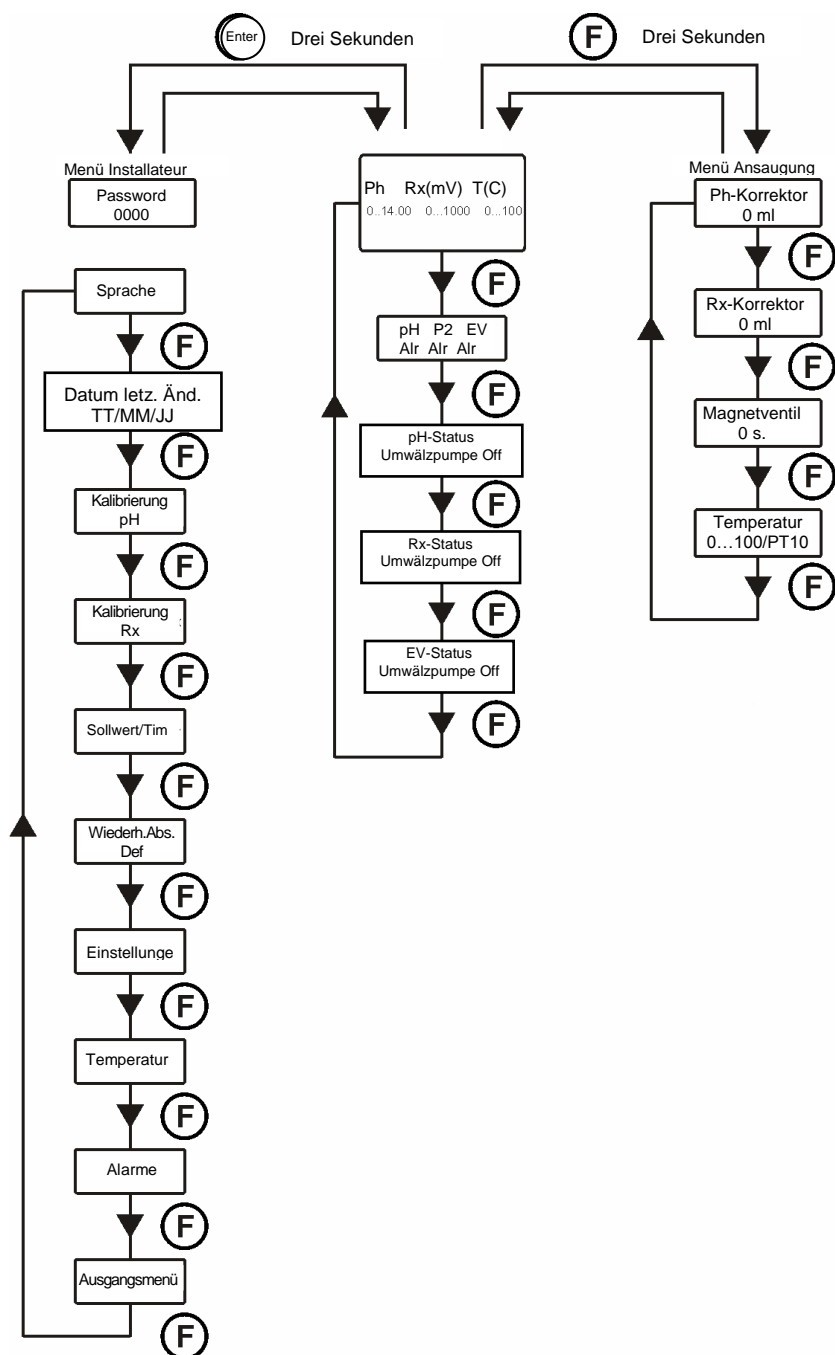 Enter
Drei Sekunden
F
Drei Sekunden
Menü Installateur
Password
0000
Sprache
F
Datum letz. Änd.
TT/MM/JJ
F
Kalibrierung
pH
F
Kalibrierung
Rx
F
Sollwert/Tim
F
Wiederh.Abs.
Def
F
Einstellunge
F
Temperatur
F
Alarme
F
Ausgangsmenü
F
Ph Rx(mV) T(C)
0..14.00 0...1000 0...100
F
pH P2 EV
Alr Alr Alr
F
pH-Status
Umwälzpumpe Off
F
Rx-Status
Umwälzpumpe Off
F
EV-Status
Umwälzpumpe Off
F
Menü Ansaugung
Ph-Korrektor
0 ml
F
Rx-Korrektor
0 ml
F
Magnetventil
0 s.
F
Temperatur
0...100/PT10
F